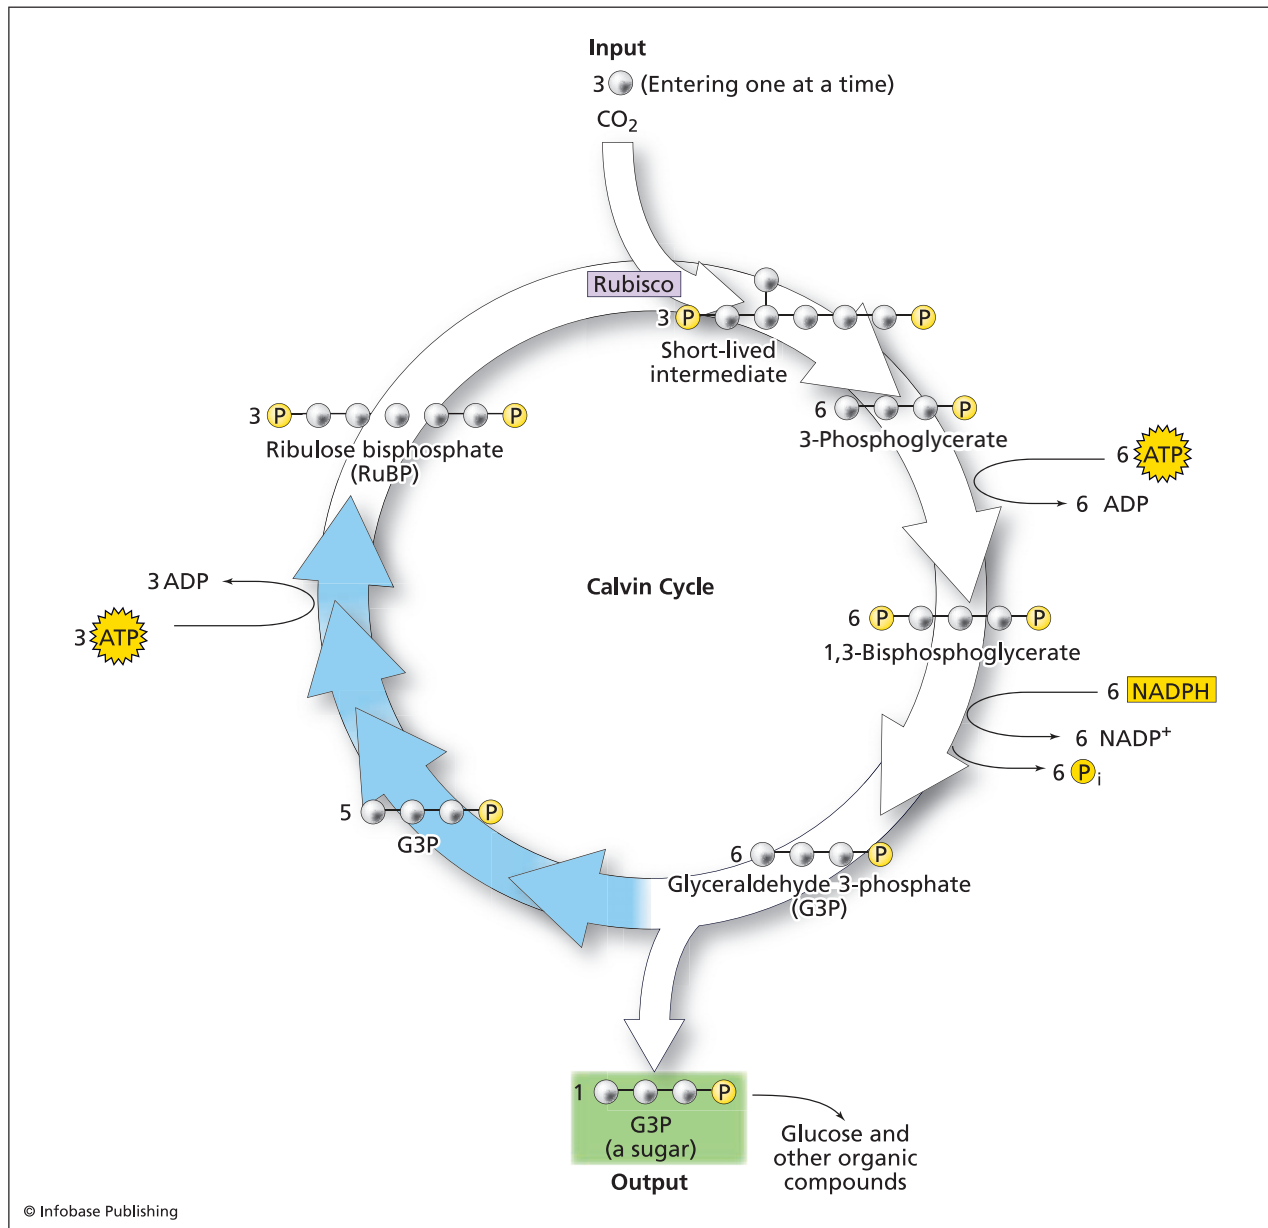 Input
3 (Entering one at a time)
CO₂
Rubisco
3 P P
Short-lived
intermediate
3 P P
Ribulose bisphosphate
(RuBP)
6 P
3-Phosphoglycerate
6 ATP
6 ADP
Calvin Cycle
3 ADP
3 ATP
6 P P
1,3-Bisphosphoglycerate
6 NADPH
6 NADP⁺
6 Pᵢ
5 P
G3P
6 P
Glyceraldehyde 3-phosphate
(G3P)
1 P
G3P
(a sugar)
Output
Glucose and
other organic
compounds
© Infobase Publishing